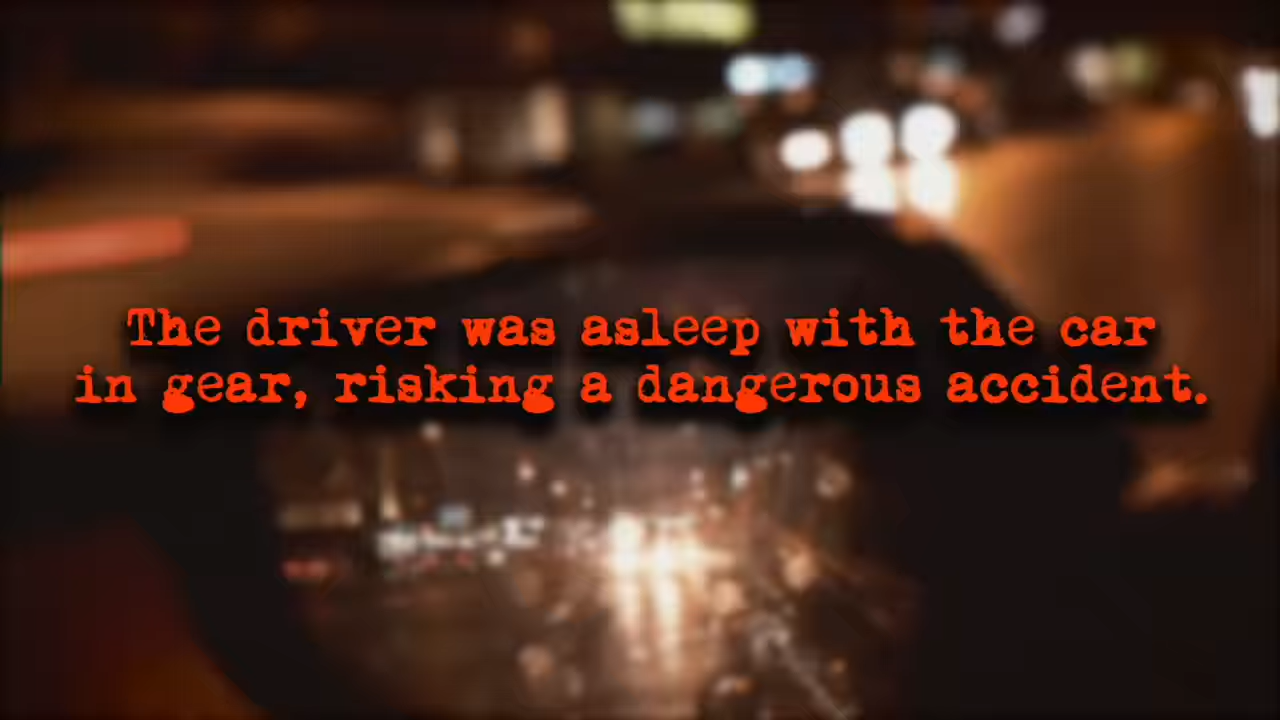 The driver was asleep with the car
in gear, risking a dangerous accident.